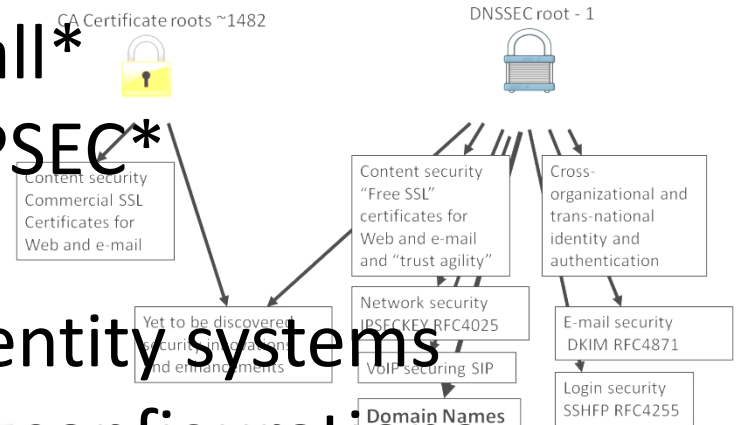 CA Certificate roots ~1482
DNSSEC root - 1
all*
PSEC*
Content security
Commercial SSL
Certificates for
Web and e-mail
Content security
“Free SSL”
certificates for
Web and e-mail
and “trust agility”
Cross-
organizational and
trans-national
identity and
authentication
Yet to be discovered
security innovations
and enhancements
entity systems
Network security
IPSECKEY RFC4025
VoIP securing SIP
E-mail security
DKIM RFC4871
Domain Names
Login security
SSHFP RFC4255